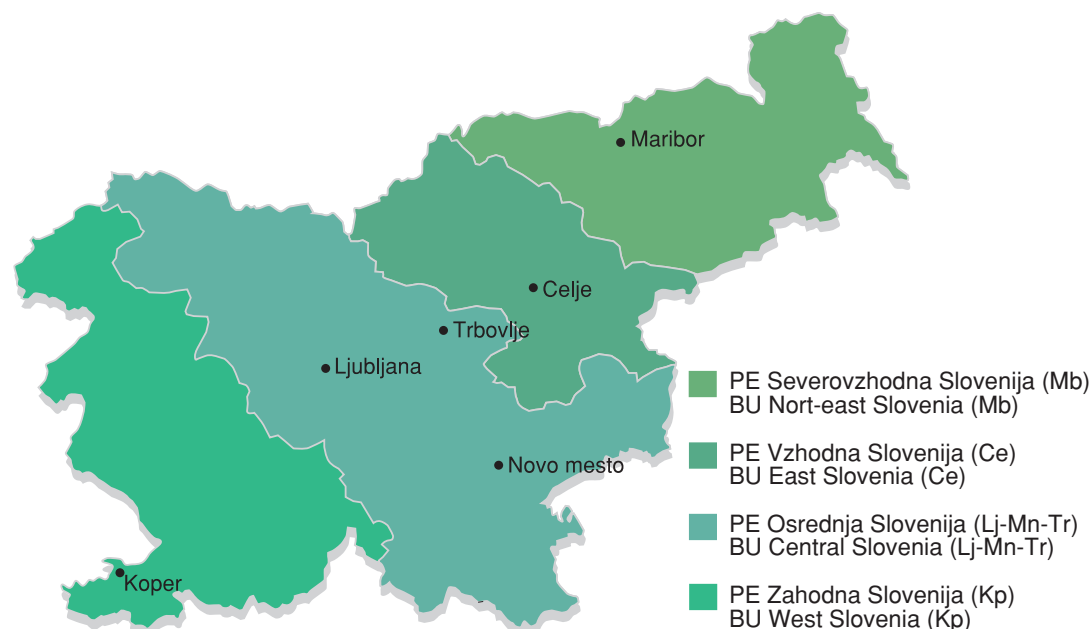 Maribor
Celje
Trbovlje
Ljubljana
Novo mesto
Koper
PE Severovzhodna Slovenija (Mb)
BU Nort-east Slovenia (Mb)
PE Vzhodna Slovenija (Ce)
BU East Slovenia (Ce)
PE Osrednja Slovenija (Lj-Mn-Tr)
BU Central Slovenia (Lj-Mn-Tr)
PE Zahodna Slovenija (Kp)
BU West Slovenia (Kp)